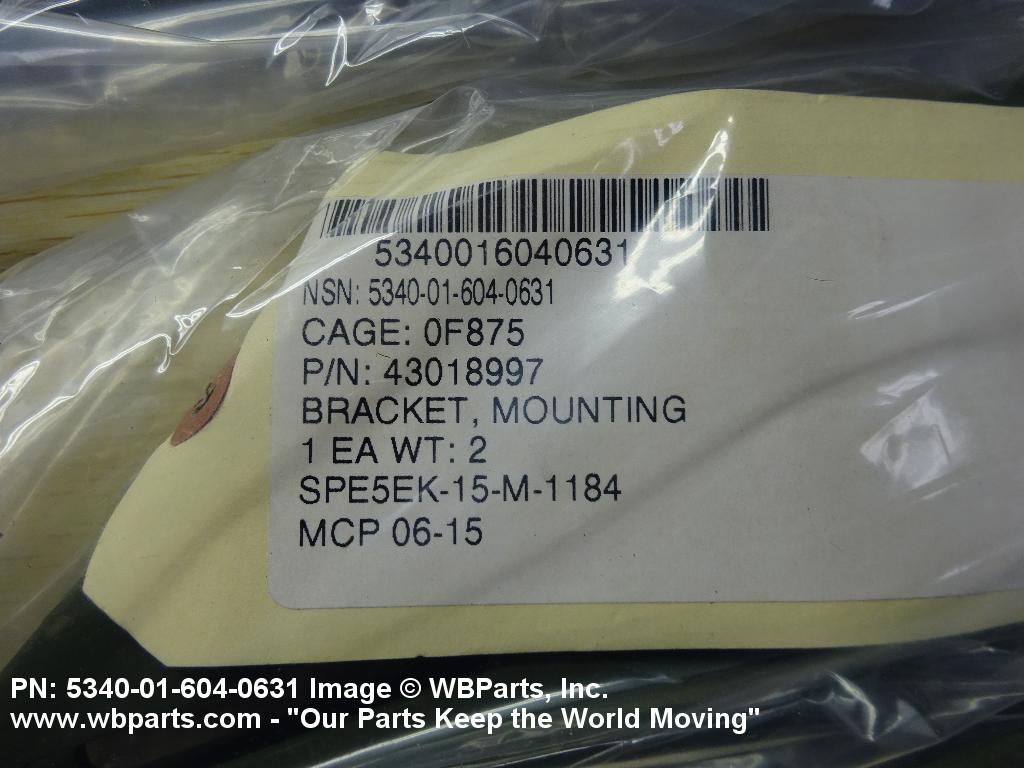 5340016040631
NSN: 5340-01-604-0631
CAGE: 0F875
P/N: 43018997
BRACKET, MOUNTING
1 EA WT: 2
SPE5EK-15-M-1184
MCP 06-15
PN: 5340-01-604-0631 Image © WBParts, Inc.
www.wbparts.com - "Our Parts Keep the World Moving"